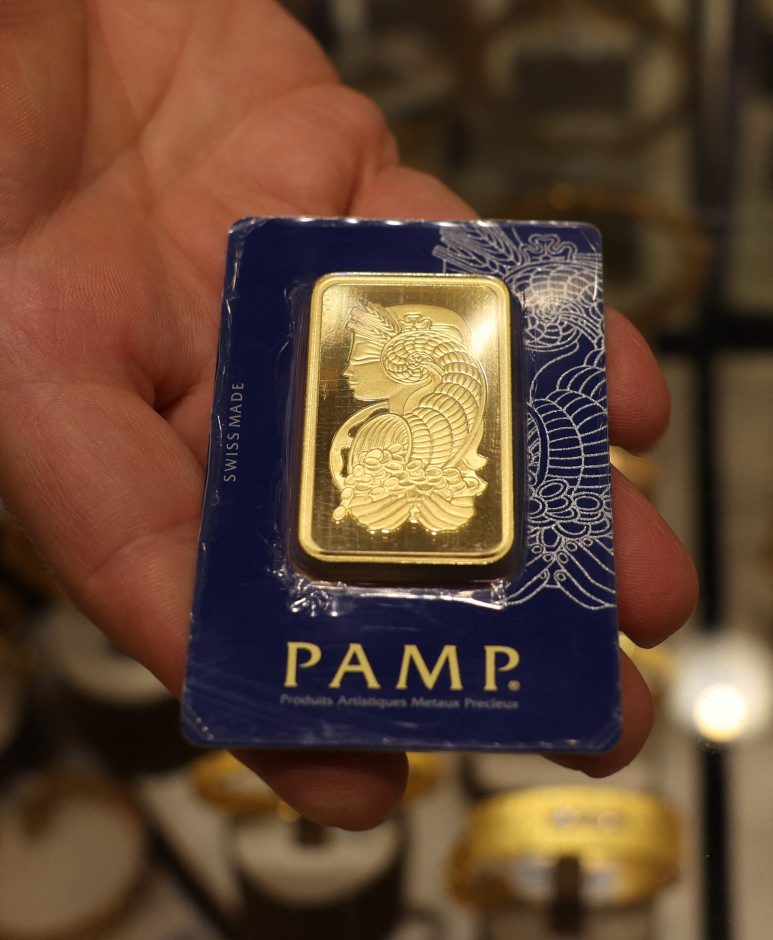 SWISS MADE
PAMP®
Produits Artistiques Metaux Precieux